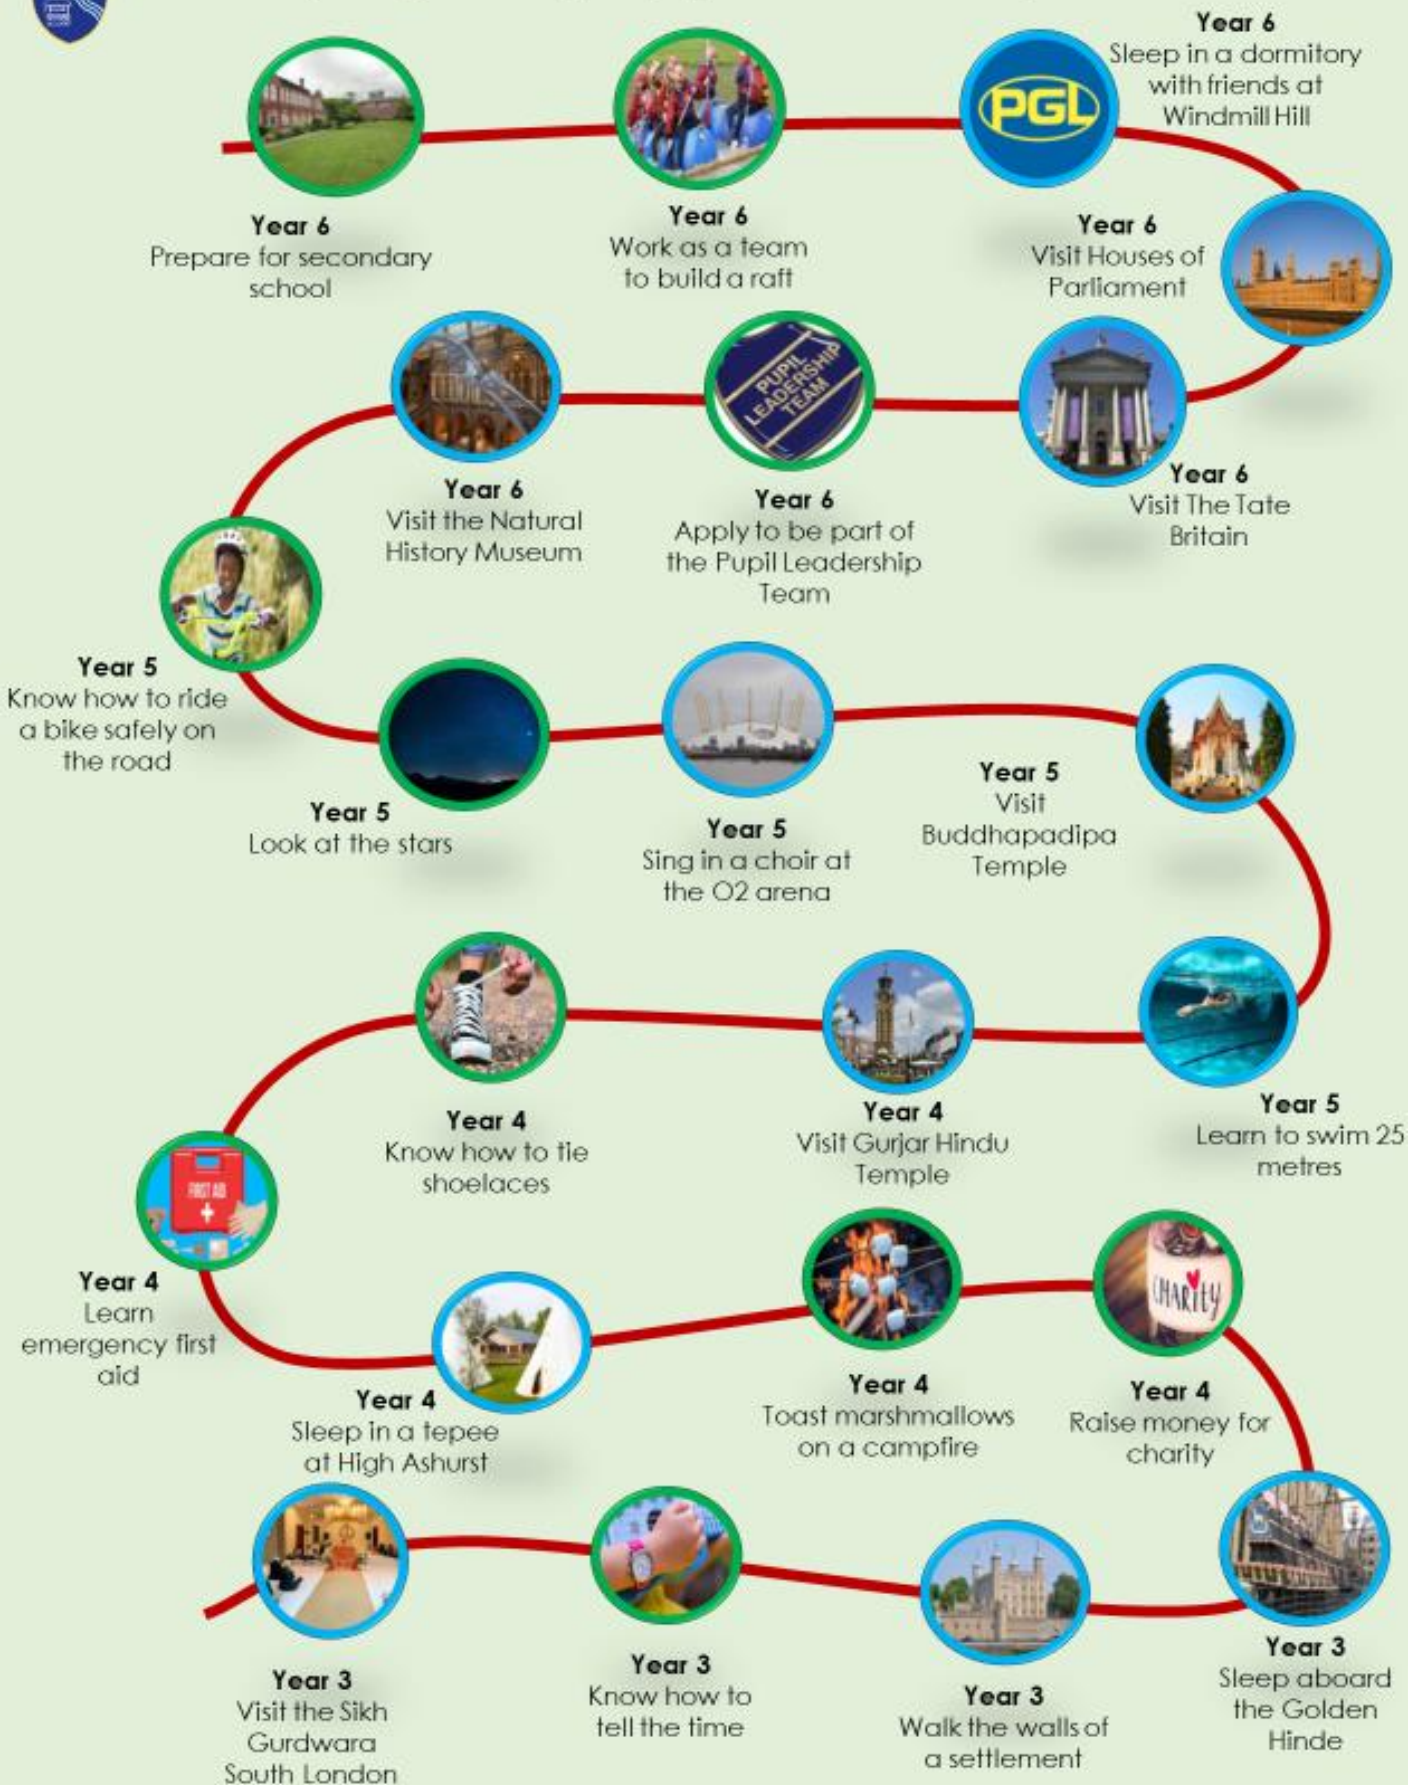 Year 6
Sleep in a dormitory
with friends at
Windmill Hill
PGL
Year 6
Prepare for secondary
school
Year 6
Work as a team
to build a raft
Year 6
Visit Houses of
Parliament
PUPIL
LEADERSHIP
TEAM
Year 6
Visit the Natural
History Museum
Year 6
Apply to be part of
the Pupil Leadership
Team
Year 6
Visit The Tate
Britain
Year 5
Know how to ride
a bike safely on
the road
Year 5
Look at the stars
Year 5
Sing in a choir at
the O2 arena
Year 5
Visit
Buddhapadipa
Temple
Year 4
Know how to tie
shoelaces
Year 4
Visit Gurjar Hindu
Temple
Year 5
Learn to swim 25
metres
FIRST AID
Year 4
Learn
emergency first
aid
Year 4
Sleep in a tepee
at High Ashurst
Year 4
Toast marshmallows
on a campfire
CHARITY
Year 4
Raise money for
charity
Year 3
Visit the Sikh
Gurdwara
South London
Year 3
Know how to
tell the time
Year 3
Walk the walls of
a settlement
Year 3
Sleep aboard
the Golden
Hinde